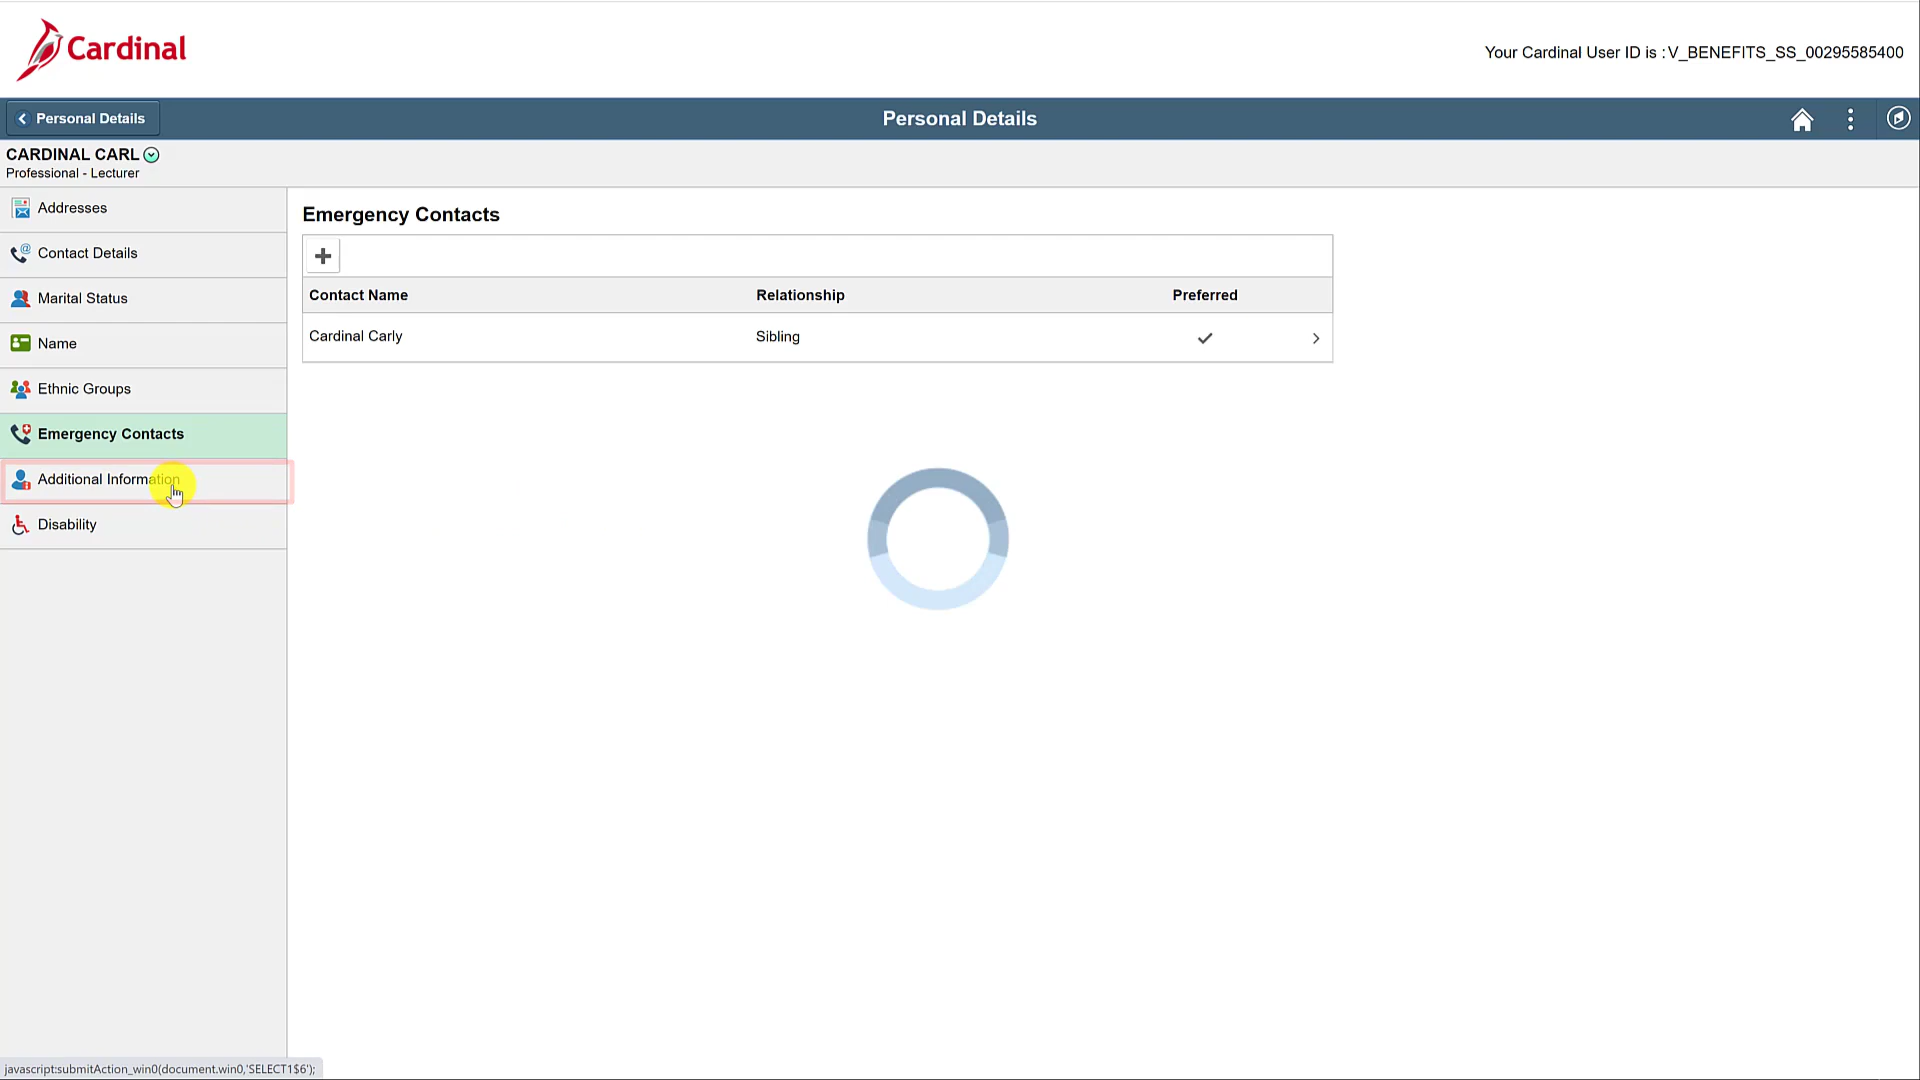 Cardinal
Your Cardinal User ID is : V_BENEFITS_SS_00295585400
Personal Details
Personal Details
CARDINAL CARL
Professional - Lecturer
Addresses
Contact Details
Marital Status
Name
Ethnic Groups
Emergency Contacts
Additional Information
Disability
Emergency Contacts
Contact Name Relationship Preferred
Cardinal Carly Sibling
javascript:submitAction_win0(document.win0,'SELECT1$6');